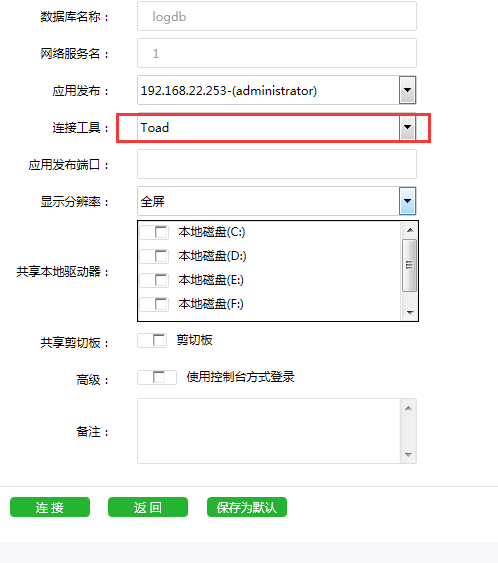 数据库名称： logdb
网络服务名： 1
应用发布： 192.168.22.253-(administrator)
连接工具： Toad
应用发布端口：
显示分辨率： 全屏
共享本地驱动器：
本地磁盘(C:)
本地磁盘(D:)
本地磁盘(E:)
本地磁盘(F:)
共享剪切板： 剪切板
高级： 使用控制台方式登录
备注：
连 接 返 回 保存为默认